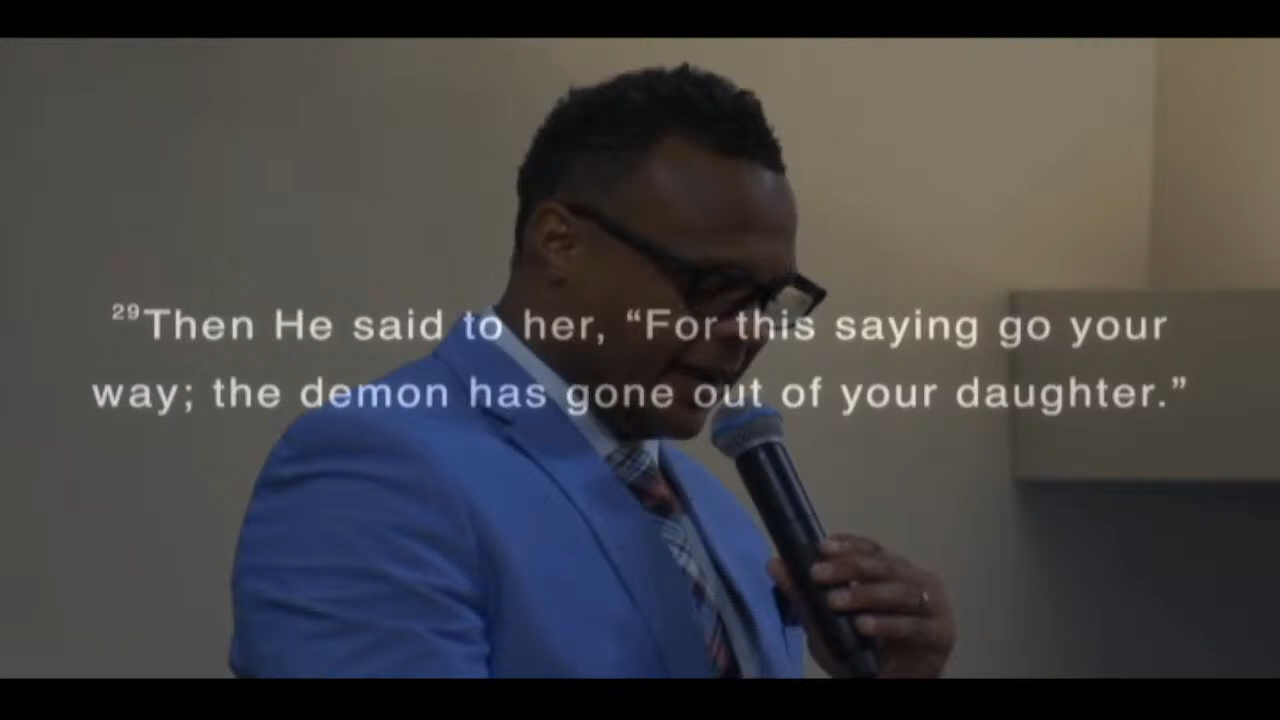 ²⁹Then He said to her, “For this saying go your
way; the demon has gone out of your daughter.”